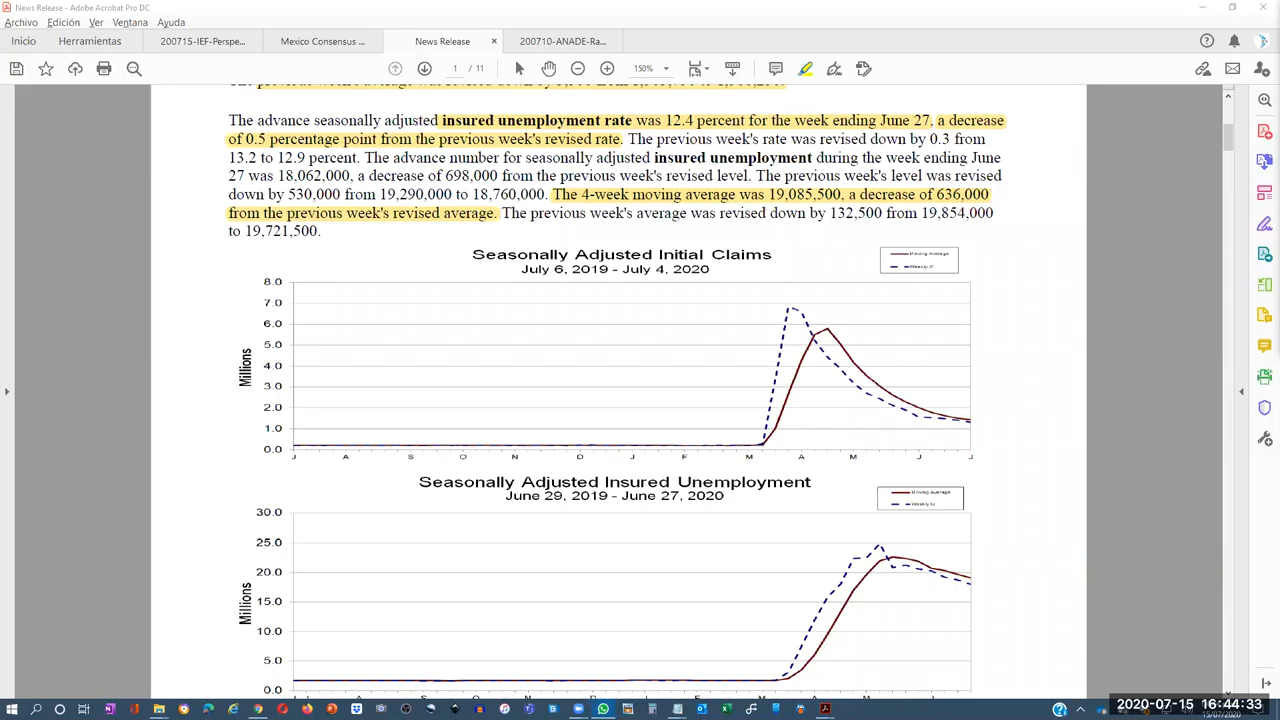 News Release - Adobe Acrobat Pro DC
Archivo Edición Ver Ventana Ayuda
Inicio Herramientas 200715-IEF-Perspe... Mexico Consensus ... News Release × 200710-ANADE-Ra...
1 / 11 150%
The advance seasonally adjusted insured unemployment rate was 12.4 percent for the week ending June 27, a decrease
of 0.5 percentage point from the previous week's revised rate. The previous week's rate was revised down by 0.3 from
13.2 to 12.9 percent. The advance number for seasonally adjusted insured unemployment during the week ending June
27 was 18,062,000, a decrease of 698,000 from the previous week's revised level. The previous week's level was revised
down by 530,000 from 19,290,000 to 18,760,000. The 4-week moving average was 19,085,500, a decrease of 636,000
from the previous week's revised average. The previous week's average was revised down by 132,500 from 19,854,000
to 19,721,500.
Seasonally Adjusted Initial Claims
July 6, 2019 - July 4, 2020
Moving Average
Weekly IC
8.0
7.0
6.0
5.0
4.0
3.0
2.0
1.0
0.0
Millions
J A S O N D J F M A M J J
Seasonally Adjusted Insured Unemployment
June 29, 2019 - June 27, 2020
Moving Average
Weekly IU
30.0
25.0
20.0
15.0
10.0
5.0
0.0
Millions
2020-07-15 16:44:33
15/07/2020